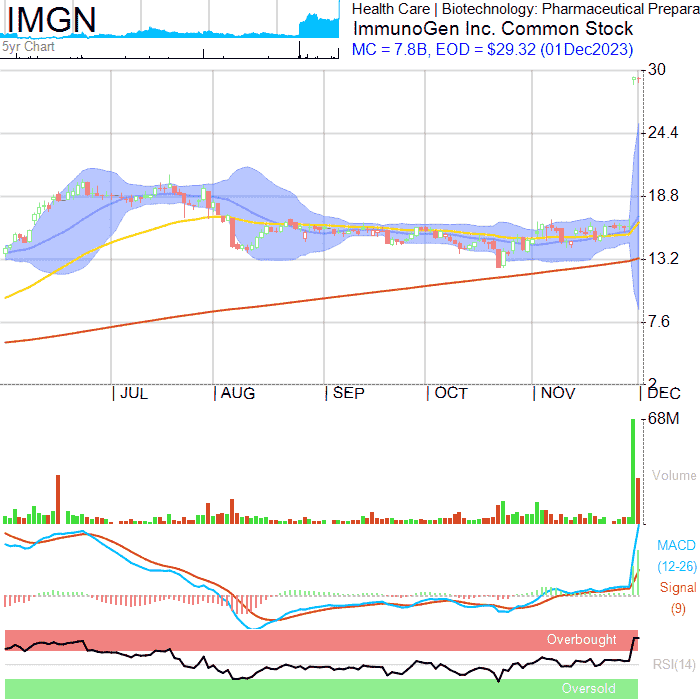 IMGN
5yr Chart
Health Care | Biotechnology: Pharmaceutical Prepara
ImmunoGen Inc. Common Stock
MC = 7.8B, EOD = $29.32 (01Dec2023)
30
24.4
18.8
13.2
7.6
2
JUL AUG SEP OCT NOV DEC
68M
Volume
MACD
(12-26)
Signal
(9)
Overbought
RSI(14)
Oversold